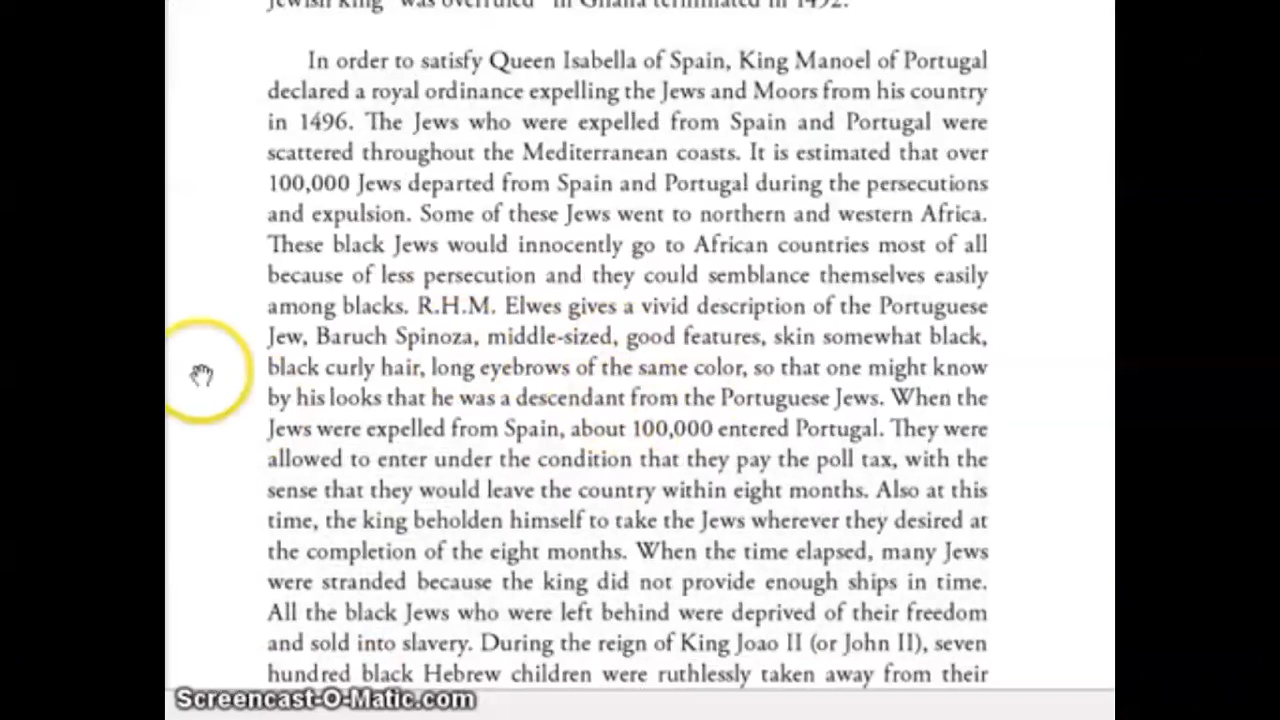 Jewish king "was overruled" in Ghana terminated in 1492.
In order to satisfy Queen Isabella of Spain, King Manoel of Portugal
declared a royal ordinance expelling the Jews and Moors from his country
in 1496. The Jews who were expelled from Spain and Portugal were
scattered throughout the Mediterranean coasts. It is estimated that over
100,000 Jews departed from Spain and Portugal during the persecutions
and expulsion. Some of these Jews went to northern and western Africa.
These black Jews would innocently go to African countries most of all
because of less persecution and they could semblance themselves easily
among blacks. R.H.M. Elwes gives a vivid description of the Portuguese
Jew, Baruch Spinoza, middle-sized, good features, skin somewhat black,
black curly hair, long eyebrows of the same color, so that one might know
by his looks that he was a descendant from the Portuguese Jews. When the
Jews were expelled from Spain, about 100,000 entered Portugal. They were
allowed to enter under the condition that they pay the poll tax, with the
sense that they would leave the country within eight months. Also at this
time, the king beholden himself to take the Jews wherever they desired at
the completion of the eight months. When the time elapsed, many Jews
were stranded because the king did not provide enough ships in time.
All the black Jews who were left behind were deprived of their freedom
and sold into slavery. During the reign of King Joao II (or John II), seven
hundred black Hebrew children were ruthlessly taken away from their
Screencast-O-Matic.com